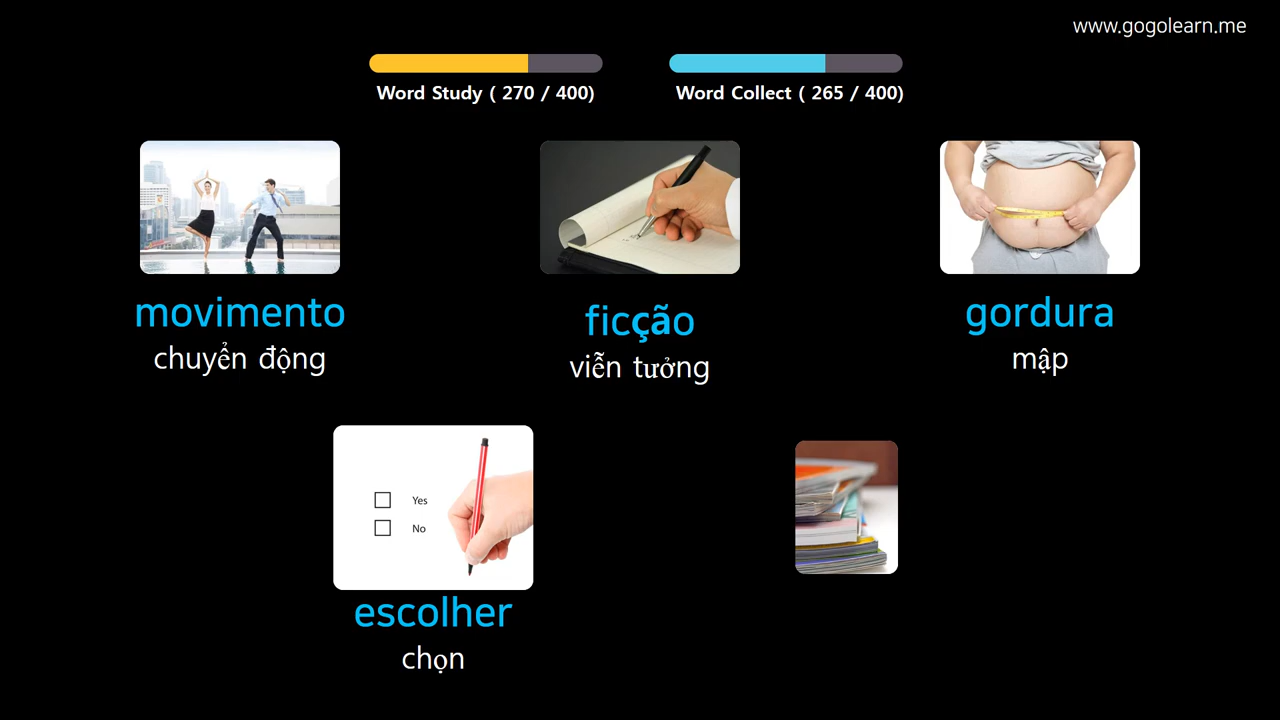 www.gogolearn.me
Word Study ( 270 / 400)
Word Collect ( 265 / 400)
movimento
chuyển động
ficção
viễn tưởng
gordura
mập
Yes
No
escolher
chọn